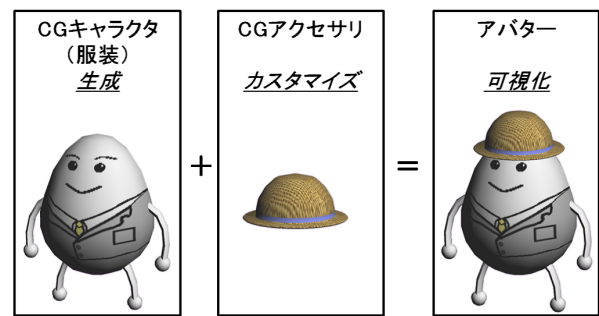 CGキャラクタ
（服装）
生成
+
CGアクセサリ
カスタマイズ
=
アバター
可視化